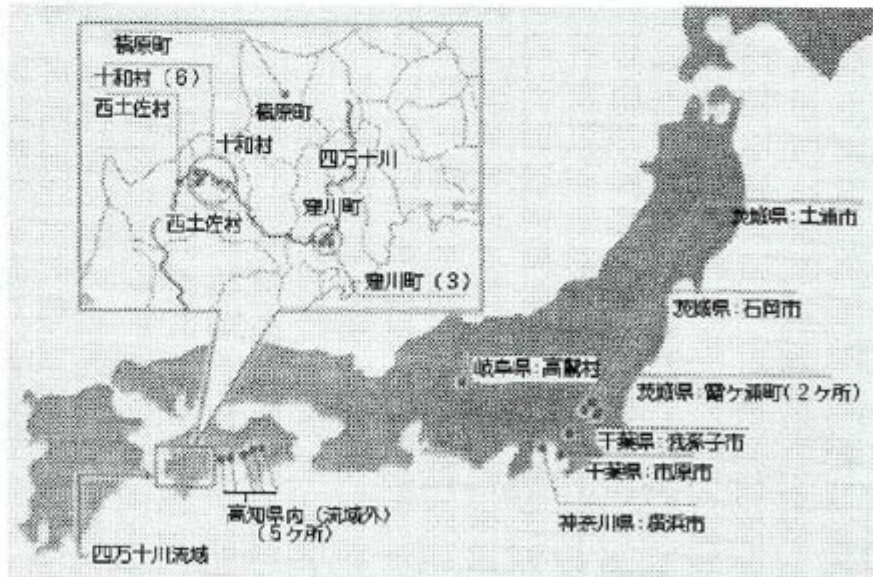 梼原町
十和村(6)
西土佐村
梼原町
十和村
四万十川
窪川町
西土佐村
窪川町(3)
茨城県:土浦市
茨城県:石岡市
岐阜県:高鷲村
茨城県:霞ケ浦町(2ケ所)
千葉県:我孫子市
千葉県:市原市
高知県内(流域外)
(5ケ所)
神奈川県:横浜市
四万十川流域